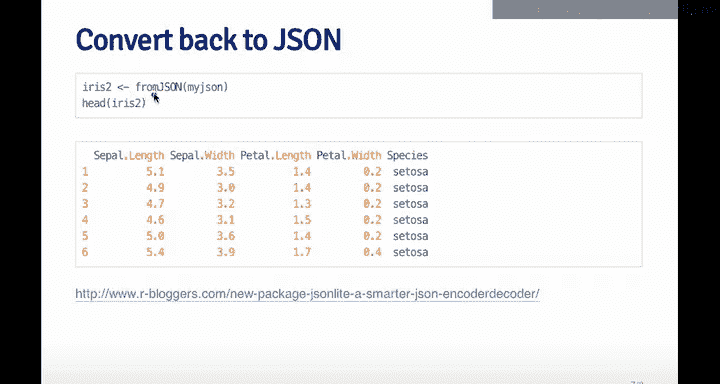 Convert back to JSON
iris2 <- fromJSON(myjson)
head(iris2)
Sepal.Length Sepal.Width Petal.Length Petal.Width Species
1 5.1 3.5 1.4 0.2 setosa
2 4.9 3.0 1.4 0.2 setosa
3 4.7 3.2 1.3 0.2 setosa
4 4.6 3.1 1.5 0.2 setosa
5 5.0 3.6 1.4 0.2 setosa
6 5.4 3.9 1.7 0.4 setosa
http://www.r-bloggers.com/new-package-jsonlite-a-smarter-json-encoderdecoder/